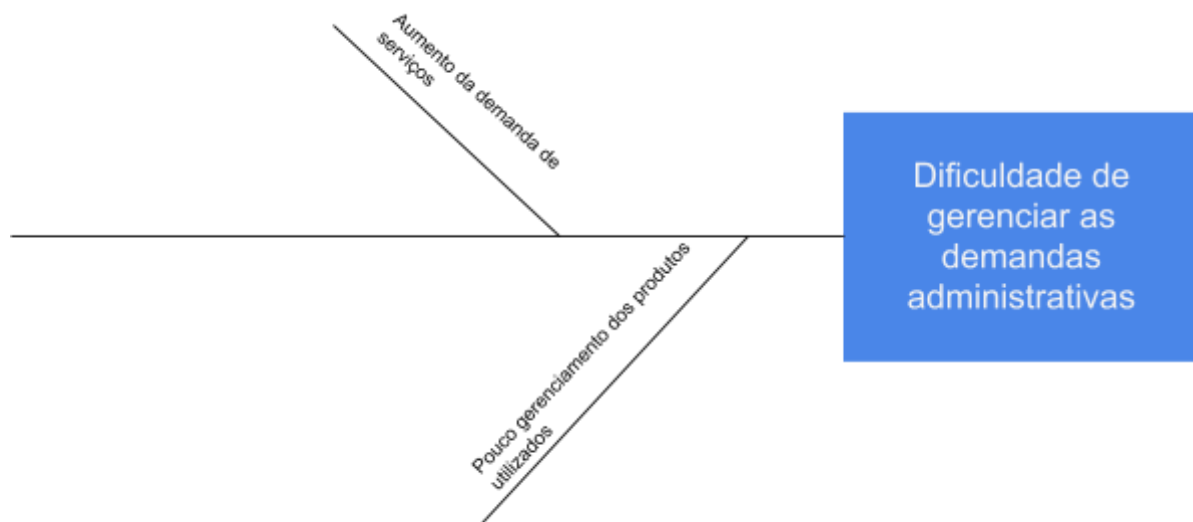 Aumento da demanda de
serviços
Dificuldade de
gerenciar as
demandas
administrativas
Pouco gerenciamento dos produtos
utilizados